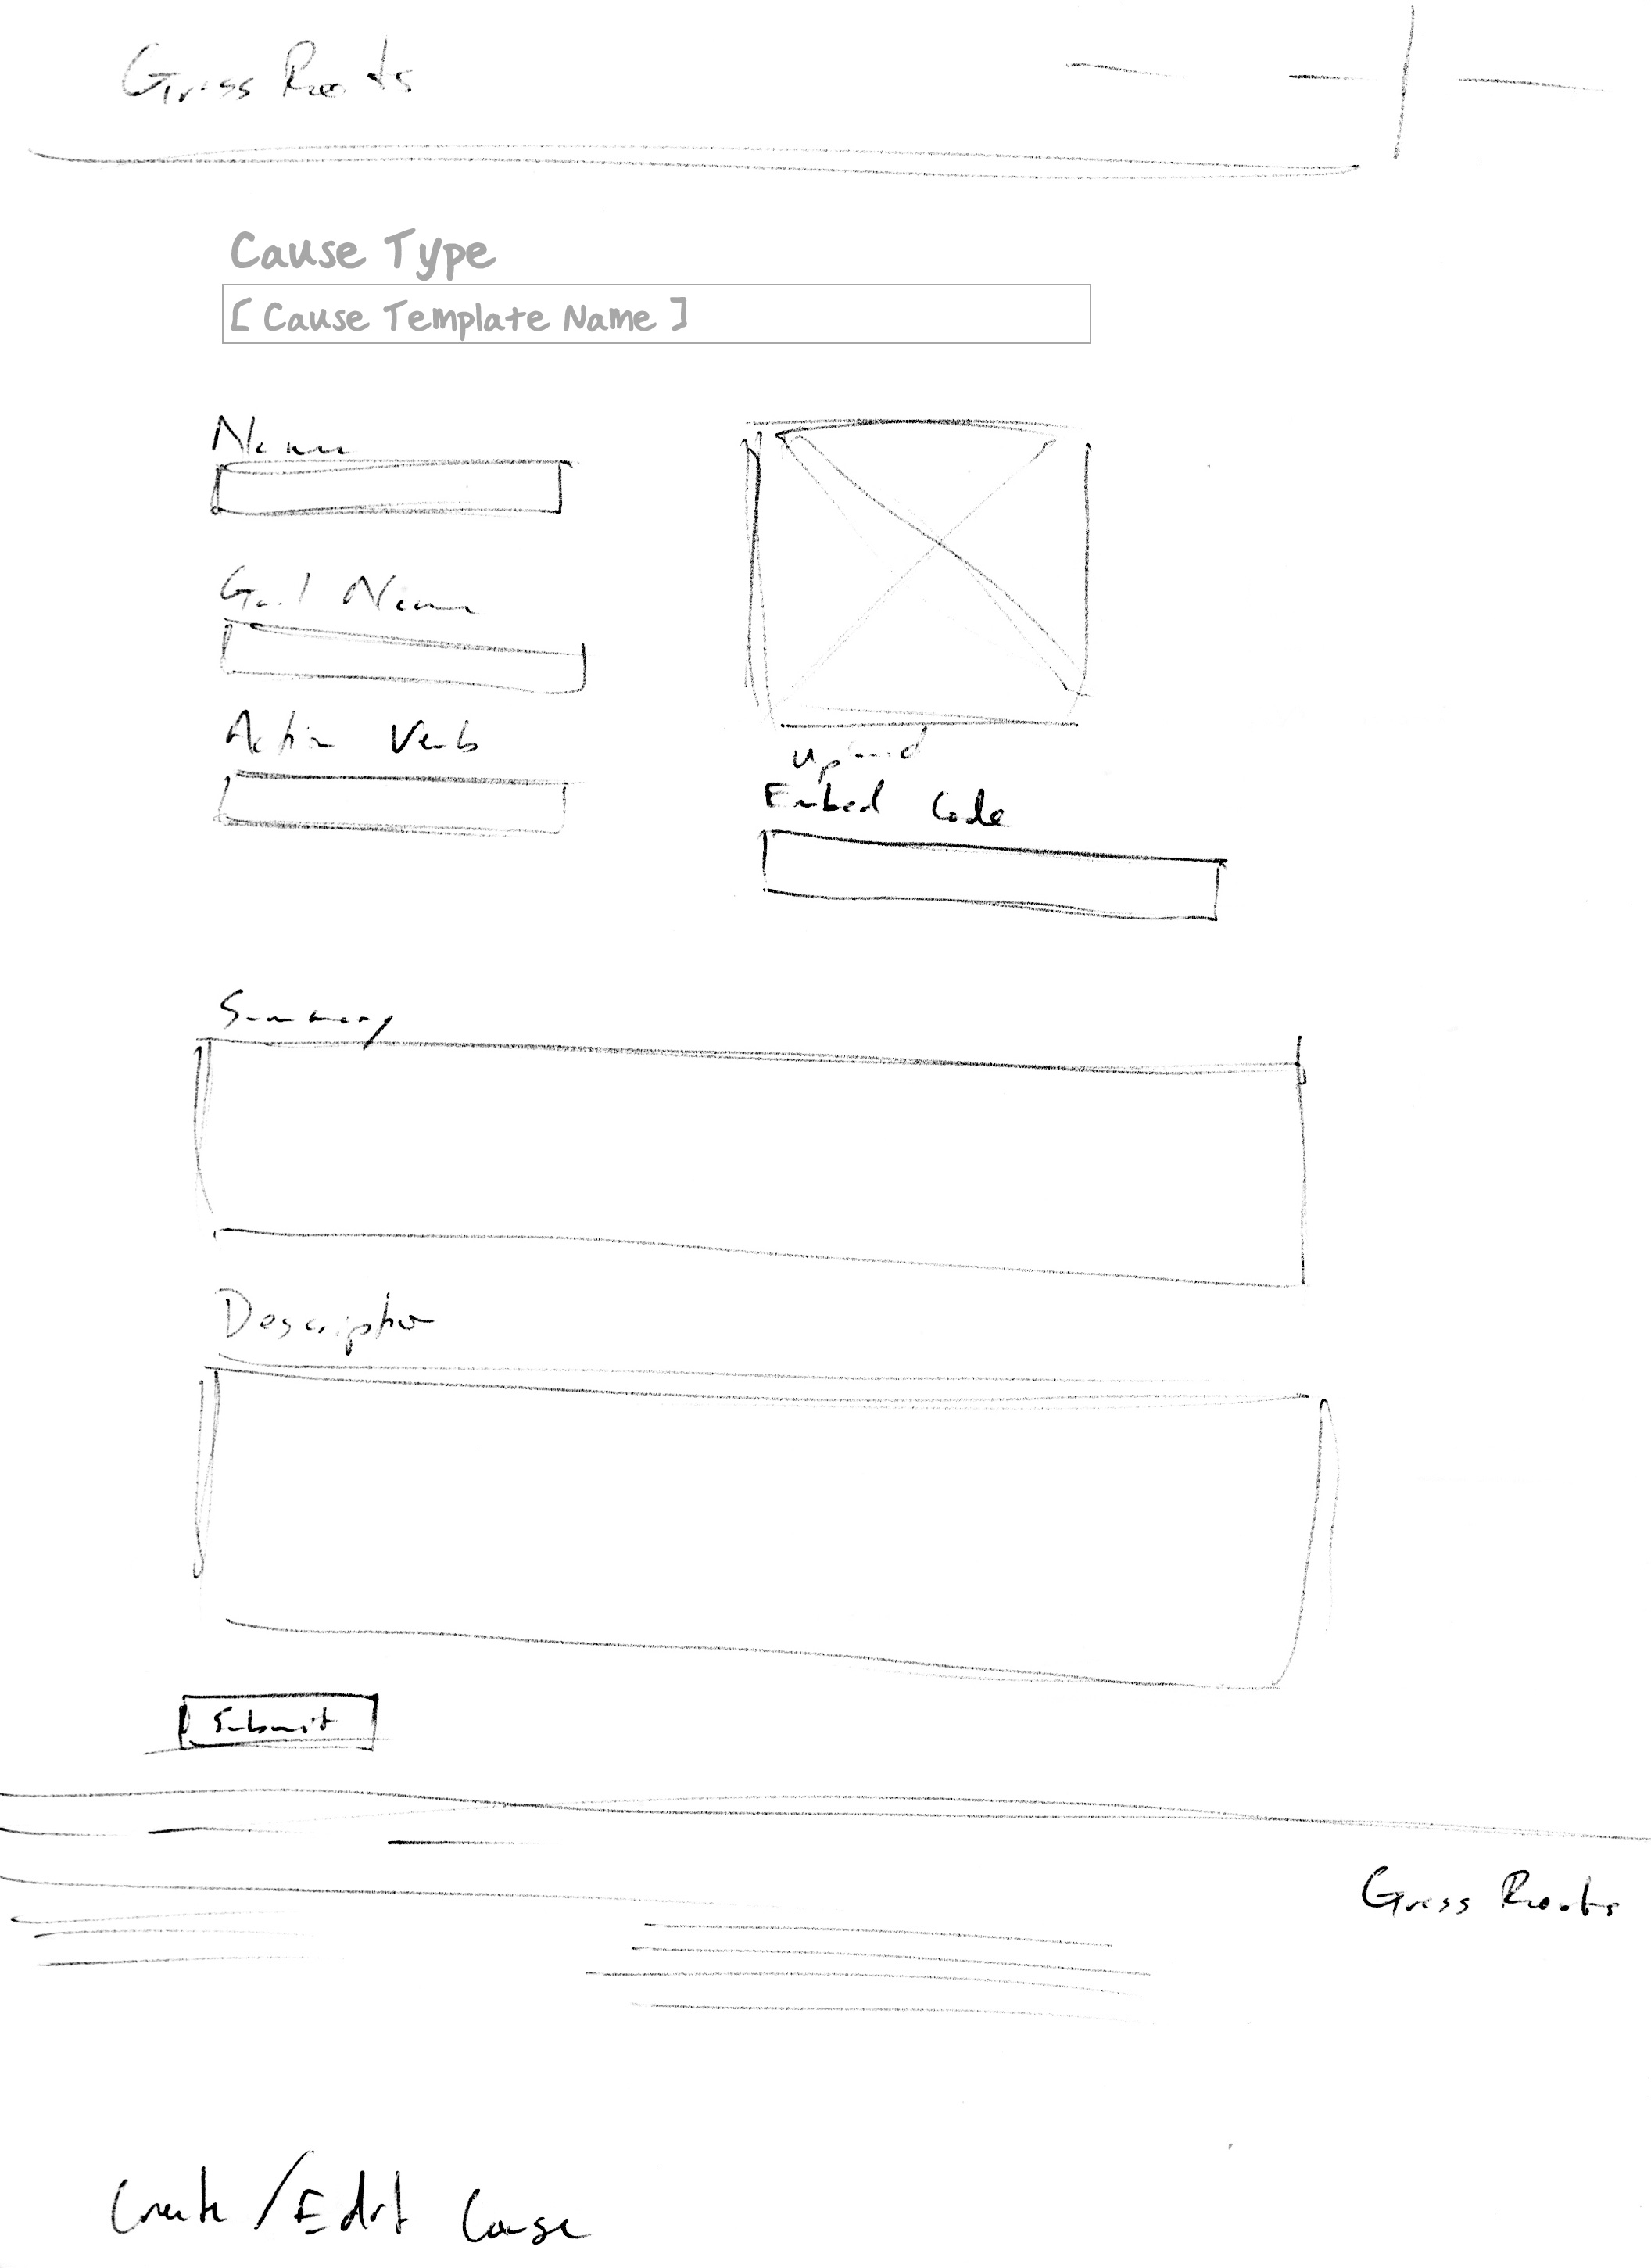 Grass Roots
Cause Type
[ Cause Template Name ]
Name
Goal Name
Action Verb
Upload
Embed Code
Summary
Description
Submit
Grass Roots
Create/Edit Cause